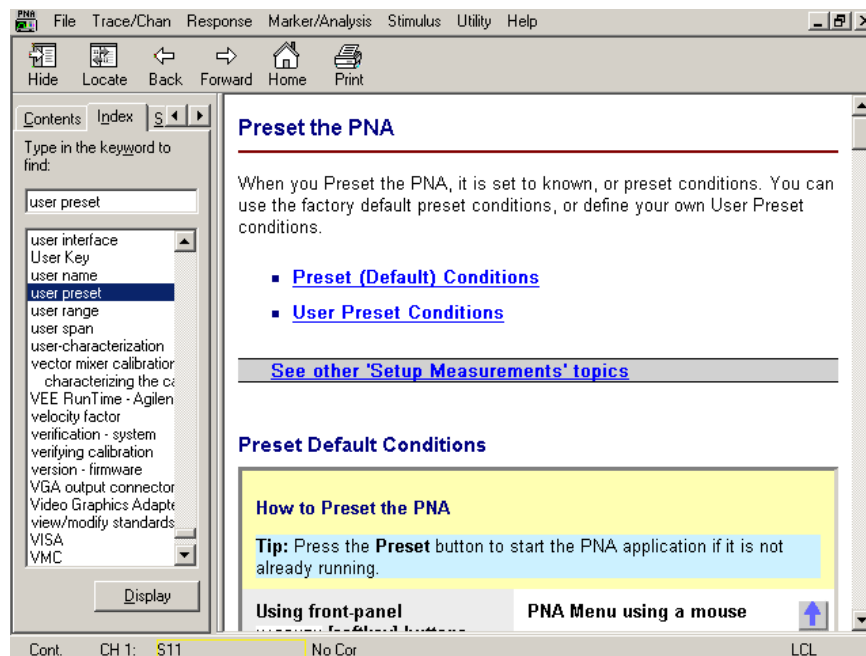 PNA File Trace/Chan Response Marker/Analysis Stimulus Utility Help
Hide Locate Back Forward Home Print
Contents Index S
Type in the keyword to
find:
user preset
user interface
User Key
user name
user preset
user range
user span
user-characterization
vector mixer calibration
characterizing the ca
VEE RunTime - Agilen
velocity factor
verification - system
verifying calibration
version - firmware
VGA output connector
Video Graphics Adapte
view/modify standards
VISA
VMC
Display
Preset the PNA
When you Preset the PNA, it is set to known, or preset conditions. You can
use the factory default preset conditions, or define your own User Preset
conditions.
Preset (Default) Conditions
User Preset Conditions
See other 'Setup Measurements' topics
Preset Default Conditions
How to Preset the PNA
Tip: Press the Preset button to start the PNA application if it is not
already running.
Using front-panel
PNA Menu using a mouse
[softkey] buttons
Cont. CH 1: S11 No Cor LCL